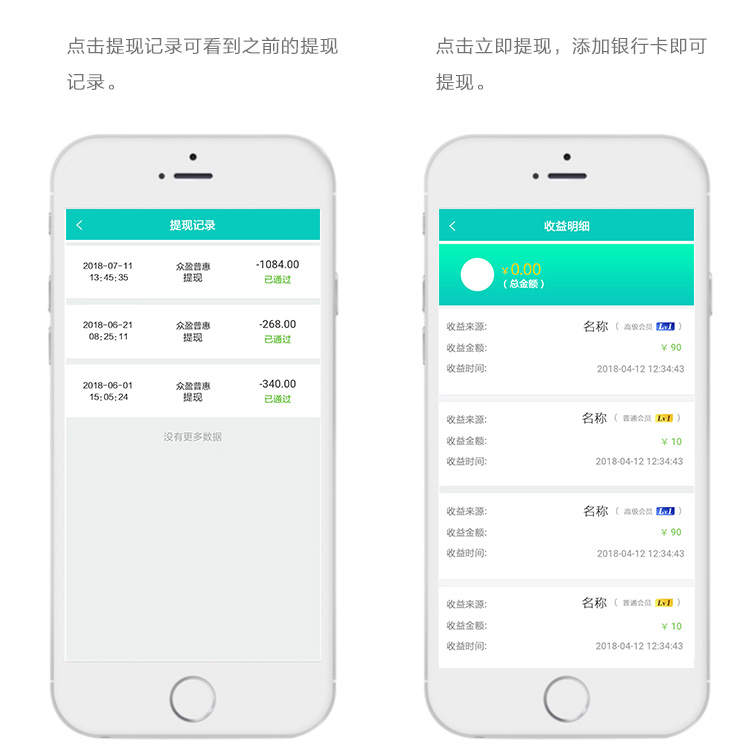 点击提现记录可看到之前的提现
记录。
点击立即提现，添加银行卡即可
提现。
提现记录
2018-07-11
13:45:35
众盈普惠
提现
-1084.00
已通过
2018-06-21
08:25:11
众盈普惠
提现
-268.00
已通过
2018-06-01
15:05:24
众盈普惠
提现
-340.00
已通过
没有更多数据
收益明细
¥0.00
（总金额）
收益来源: 名称（高级会员 Lv1）
收益金额: ¥ 90
收益时间: 2018-04-12 12:34:43
收益来源: 名称（普通会员 Lv1）
收益金额: ¥ 10
收益时间: 2018-04-12 12:34:43
收益来源: 名称（高级会员 Lv1）
收益金额: ¥ 90
收益时间: 2018-04-12 12:34:43
收益来源: 名称（普通会员 Lv1）
收益金额: ¥ 10
收益时间: 2018-04-12 12:34:43